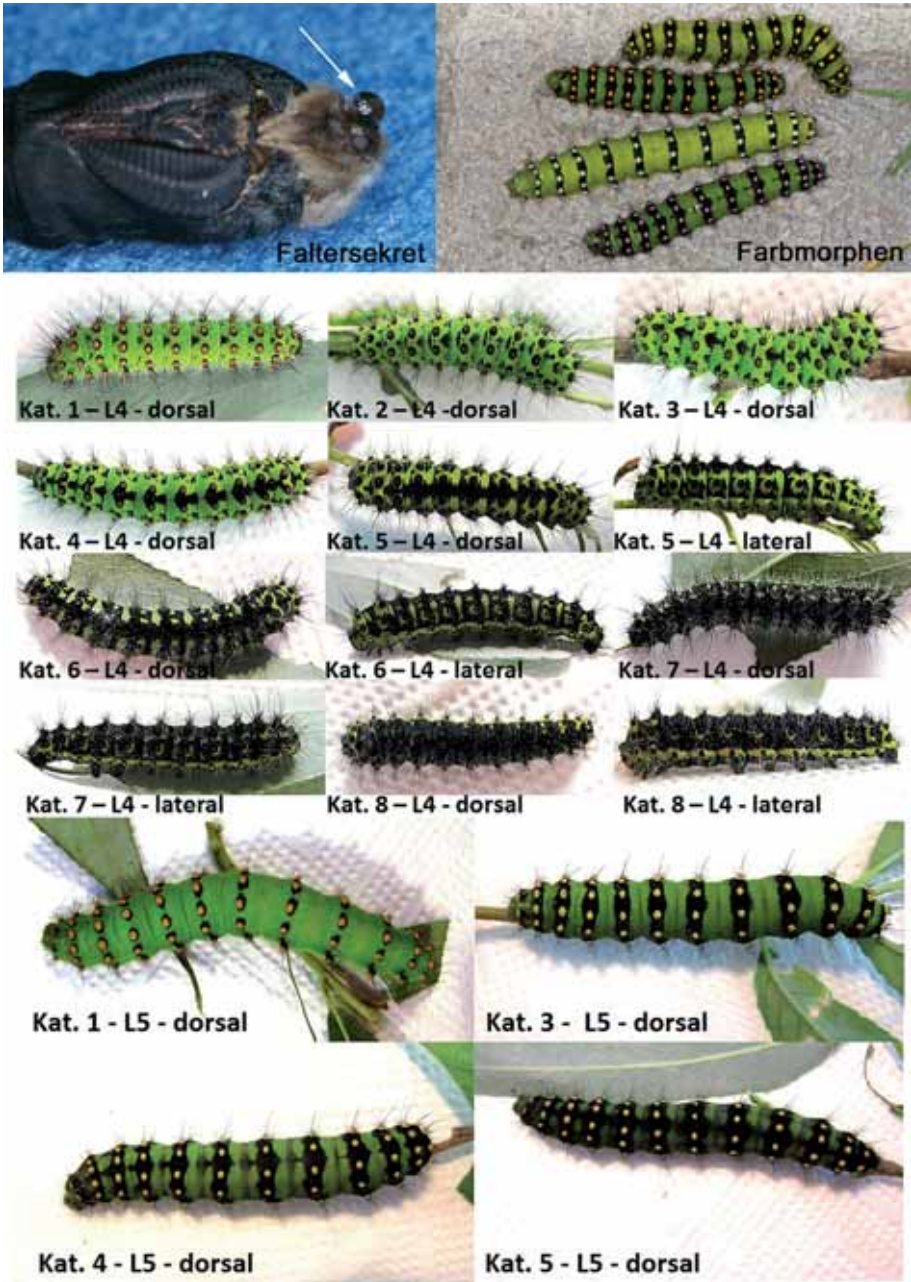 Faltersekret
Farbmorphen
Kat. 1 – L4 - dorsal
Kat. 2 – L4 -dorsal
Kat. 3 – L4 - dorsal
Kat. 4 – L4 - dorsal
Kat. 5 – L4 - dorsal
Kat. 5 – L4 - lateral
Kat. 6 – L4 - dorsal
Kat. 6 – L4 – lateral
Kat. 7 – L4 - dorsal
Kat. 7 – L4 - lateral
Kat. 8 – L4 - dorsal
Kat. 8 – L4 - lateral
Kat. 1 - L5 - dorsal
Kat. 3 - L5 - dorsal
Kat. 4 - L5 - dorsal
Kat. 5 - L5 - dorsal